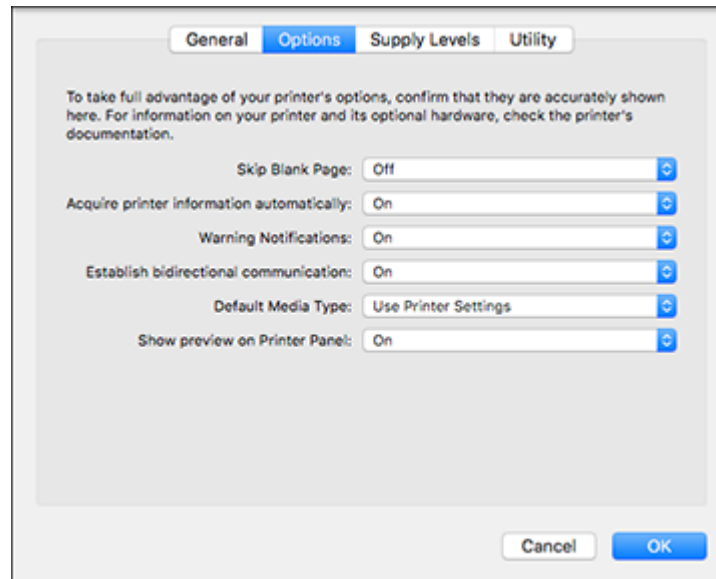 General Options Supply Levels Utility
To take full advantage of your printer's options, confirm that they are accurately shown
here. For information on your printer and its optional hardware, check the printer's
documentation.
Skip Blank Page: Off
Acquire printer information automatically: On
Warning Notifications: On
Establish bidirectional communication: On
Default Media Type: Use Printer Settings
Show preview on Printer Panel: On
Cancel OK